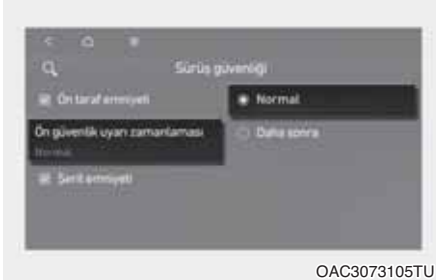 Sürüş güvenliği
Ön taraf emniyeti
Normal
Ön güvenlik uyarı zamanlaması
Normal
Daha sonra
Şerit emniyeti
OAC3073105TU